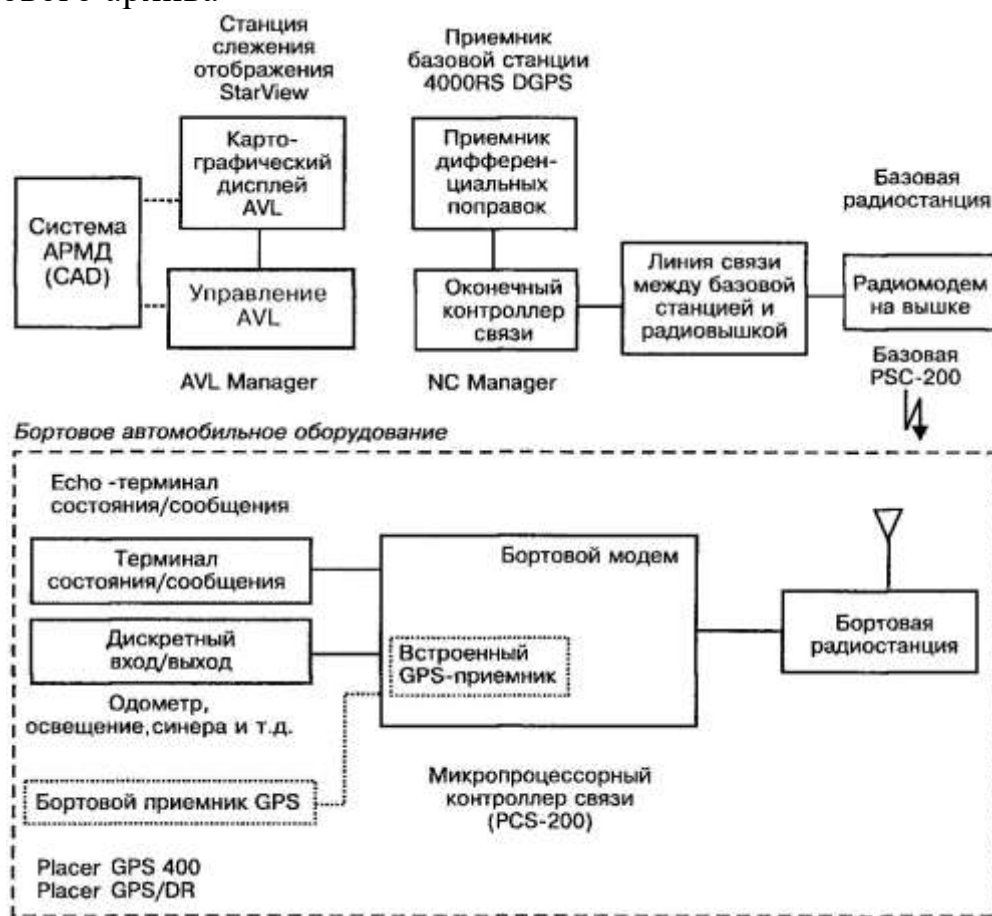 ового архива
Станция
слежения
отображения
StarView
Приемник
базовой станции
4000RS DGPS
Карто-
графический
дисплей
AVL
Приемник
дифферен-
циальных
поправок
Базовая
радиостанция
Система
АРМД
(CAD)
Управление
AVL
Оконечный
контроллер
связи
Линия связи
между базовой
станцией и
радиовышкой
Радиомодем
на вышке
AVL Manager
NC Manager
Базовая
PSC-200
Бортовое автомобильное оборудование
Echo -терминал
состояния/сообщения
Терминал
состояния/сообщения
Бортовой модем
Дискретный
вход/выход
Встроенный
GPS-приемник
Бортовая
радиостанция
Одометр,
освещение,синера и т.д.
Бортовой приемник GPS
Микропроцессорный
контроллер связи
(PCS-200)
Placer GPS 400
Placer GPS/DR